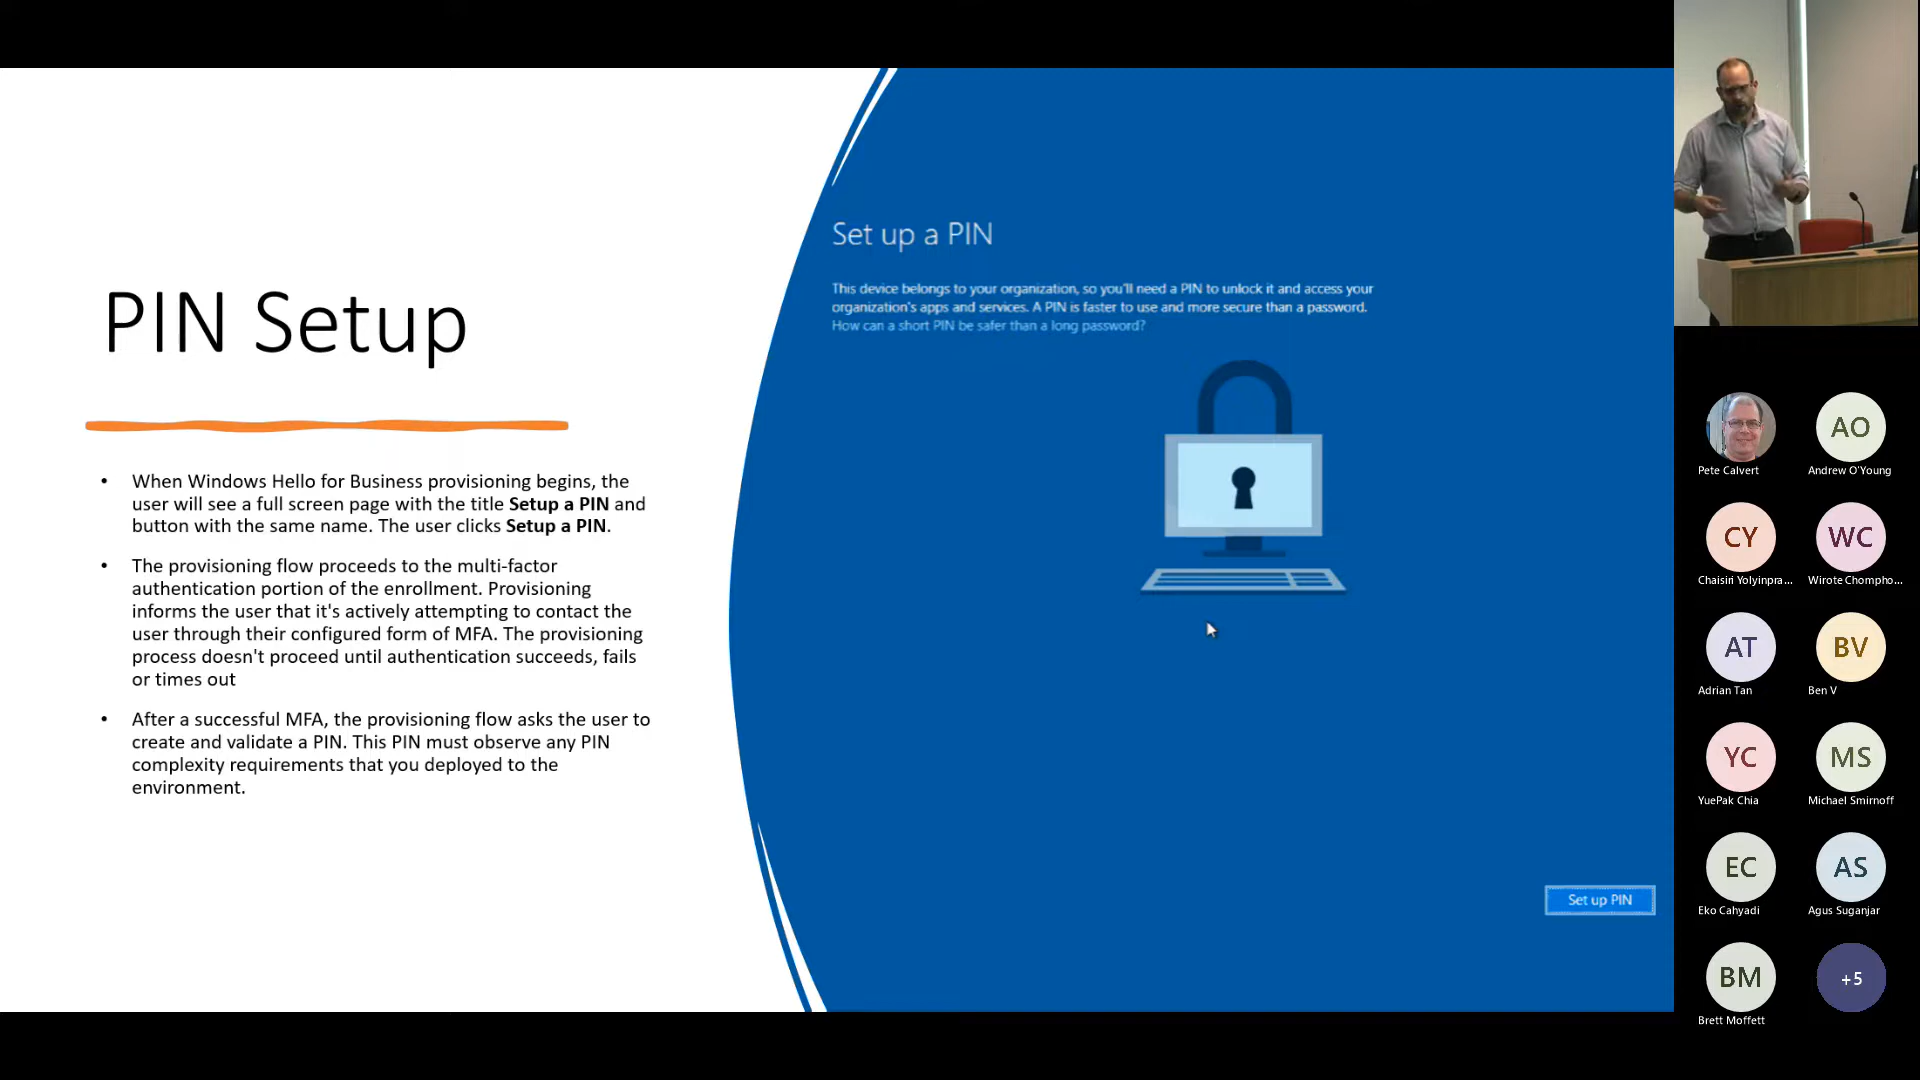 PIN Setup
• When Windows Hello for Business provisioning begins, the
user will see a full screen page with the title Setup a PIN and
button with the same name. The user clicks Setup a PIN.
• The provisioning flow proceeds to the multi-factor
authentication portion of the enrollment. Provisioning
informs the user that it's actively attempting to contact the
user through their configured form of MFA. The provisioning
process doesn't proceed until authentication succeeds, fails
or times out
• After a successful MFA, the provisioning flow asks the user to
create and validate a PIN. This PIN must observe any PIN
complexity requirements that you deployed to the
environment.
Set up a PIN
This device belongs to your organization, so you'll need a PIN to unlock it and access your
organization's apps and services. A PIN is faster to use and more secure than a password.
How can a short PIN be safer than a long password?
Set up PIN
Pete Calvert
AO
Andrew O'Young
CY
Chaisiri Yolyinpra...
WC
Wirote Chompho...
AT
Adrian Tan
BV
Ben V
YC
YuePak Chia
MS
Michael Smirnoff
EC
Eko Cahyadi
AS
Agus Suganjar
BM
Brett Moffett
+5